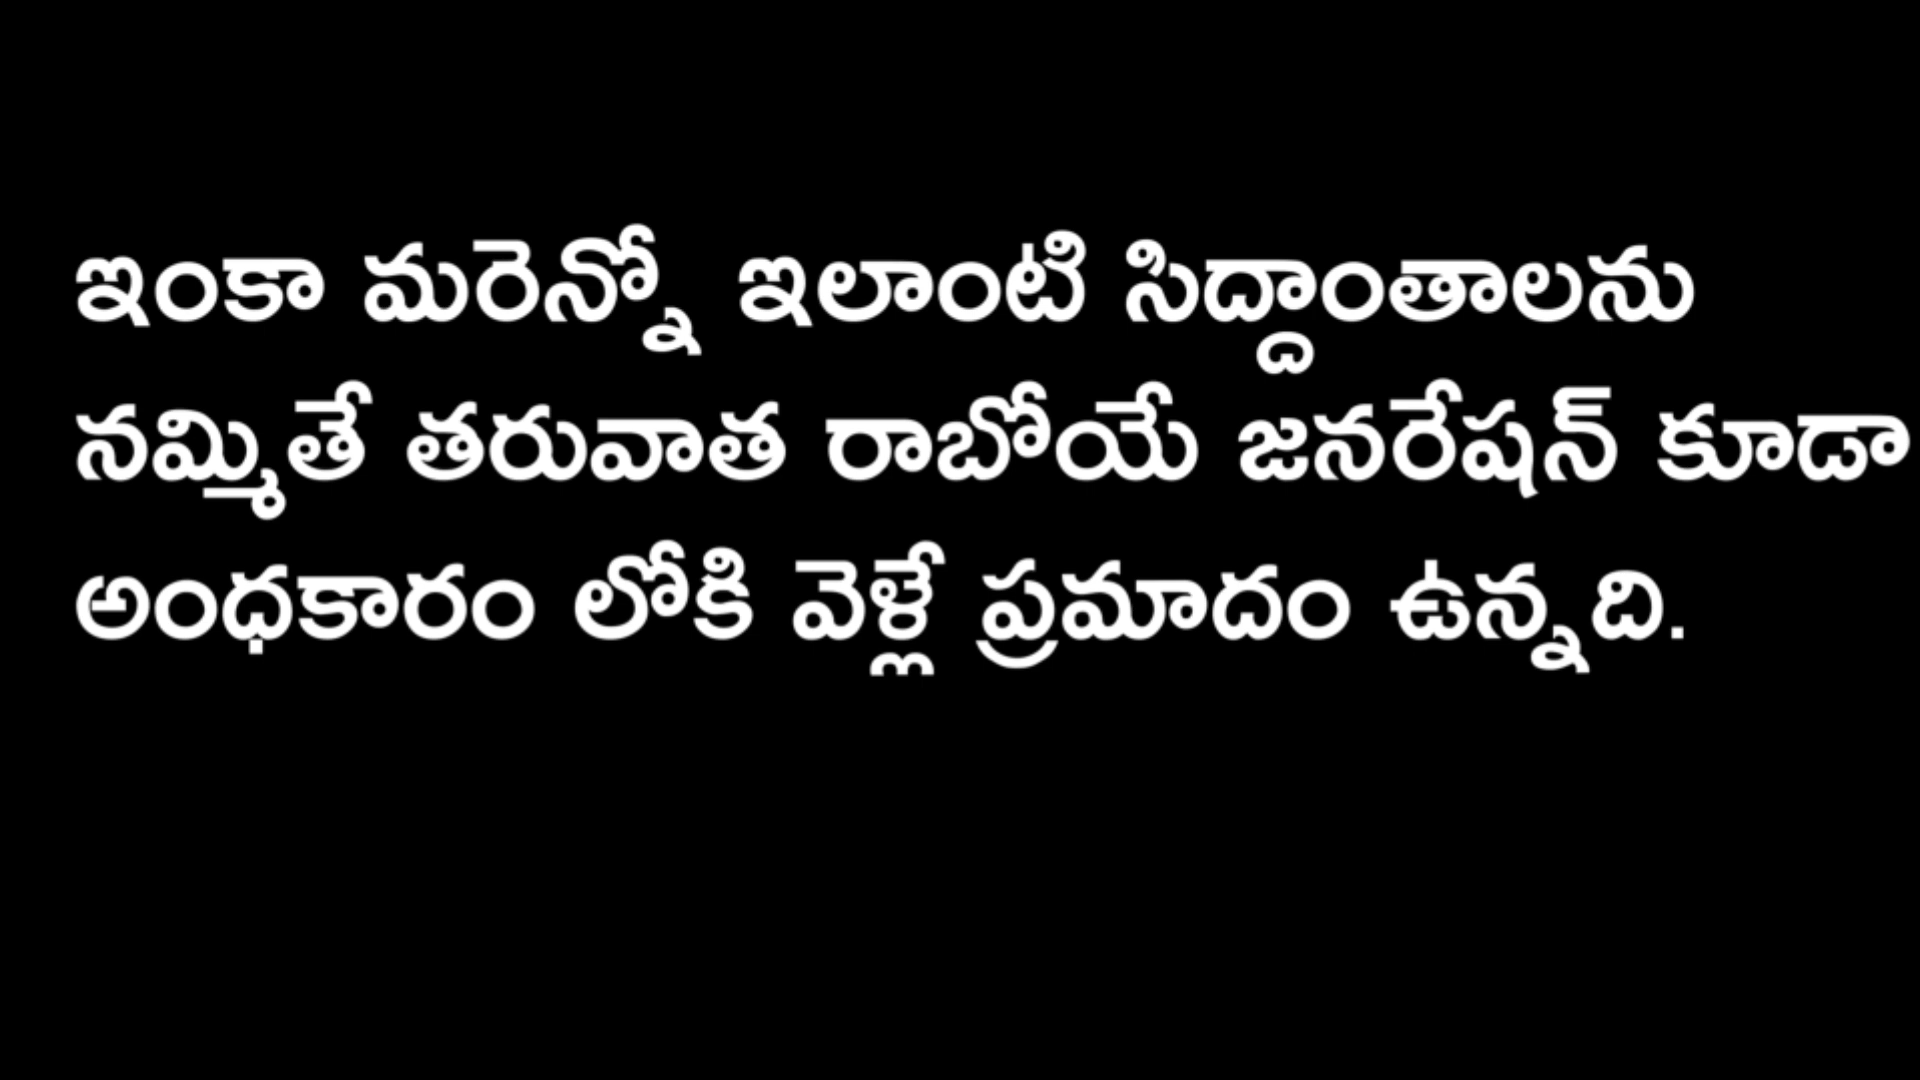 ఇంకా మరెన్నో ఇలాంటి సిద్దాంతాలను
నమ్మితే తరువాత రాబోయే జనరేషన్ కూడా
అంధకారం లోకి వెళ్లే ప్రమాదం ఉన్నది.